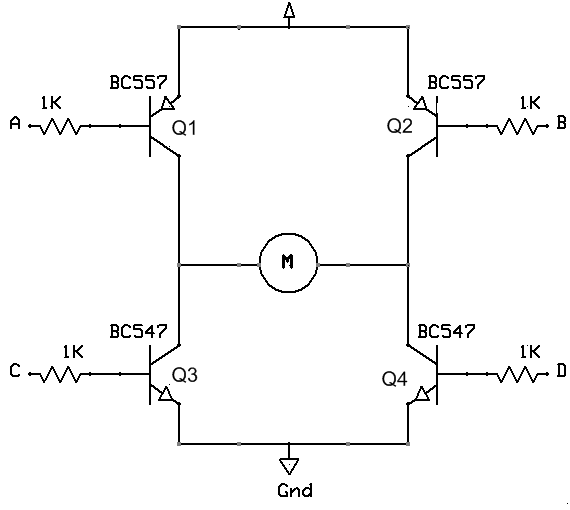 BC557 BC557
1K 1K
A Q1 Q2 B
M
BC547 BC547
1K 1K
C Q3 Q4 D
Gnd